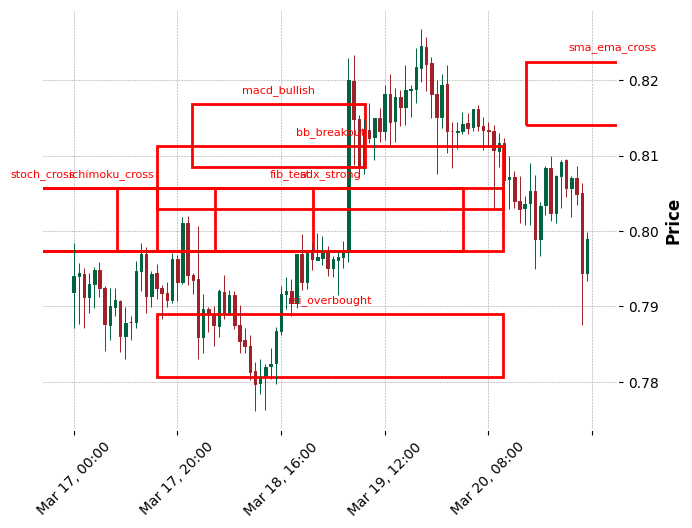 sma_ema_cross
macd_bullish
bb_breakout
stoch_cross
ichimoku_cross
fib_test
adx_strong
rsi_overbought
0.82
0.81
0.80
0.79
0.78
Price
Mar 17, 00:00
Mar 17, 20:00
Mar 18, 16:00
Mar 19, 12:00
Mar 20, 08:00